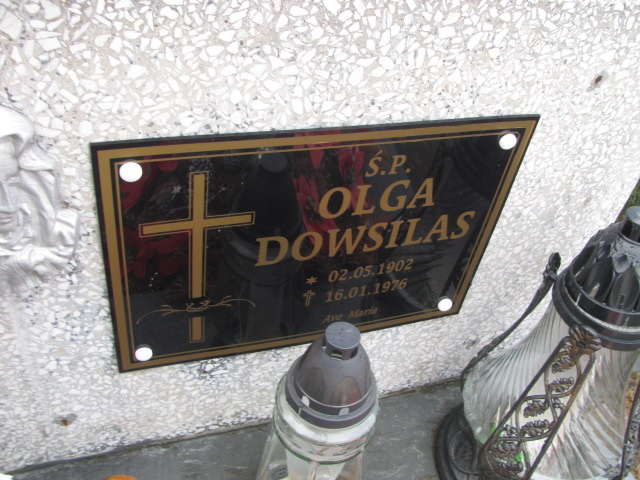 Ś.P.
OLGA
DOWSILAS
* 02.05.1902
✝ 16.01.1976
Ave Maria